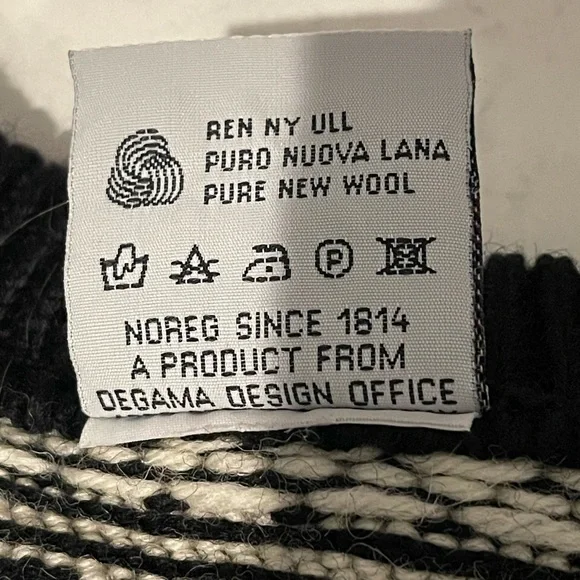 REN NY ULL
PURO NUOVA LANA
PURE NEW WOOL
P
NOREG SINCE 1814
A PRODUCT FROM
DEGAMA DESIGN OFFICE